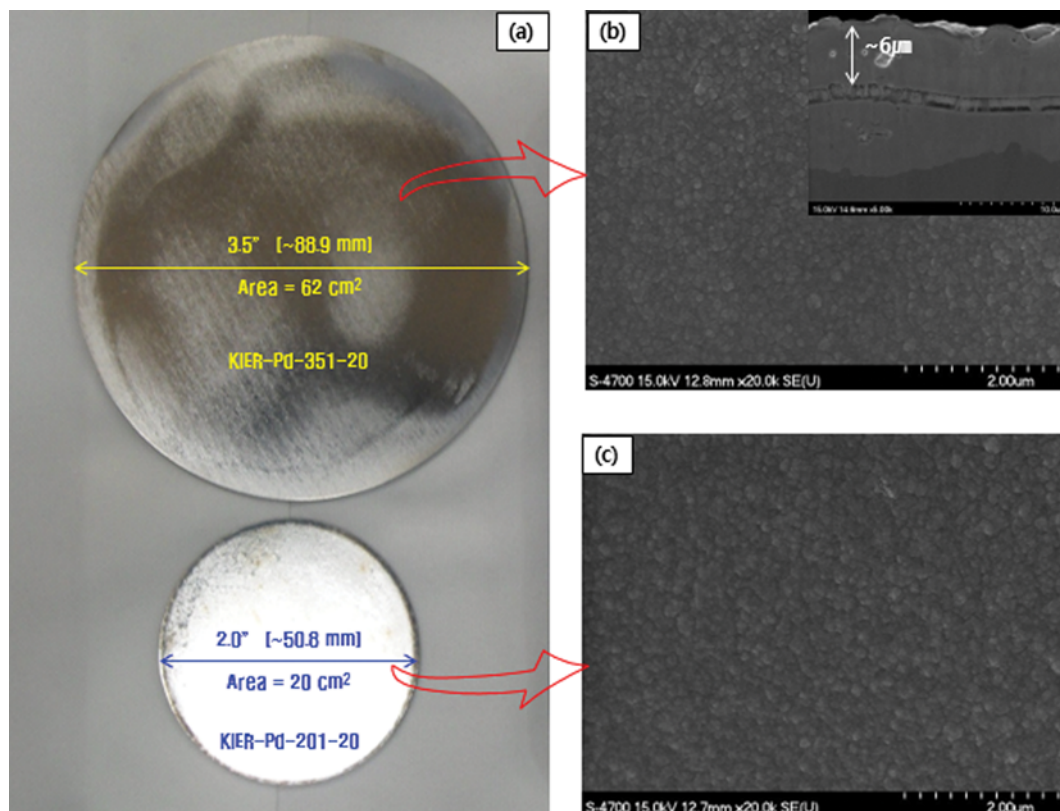 (a)
3.5" [~88.9 mm]
Area = 62 cm²
KIER-Pd-351-20
2.0" [~50.8 mm]
Area = 20 cm²
KIER-Pd-201-20
(b)
~6㎛
S-4700 15.0kV 12.8mm x20.0k SE(U)
2.00um
(c)
S-4700 15.0kV 12.7mm x20.0k SE(U)
2.00um